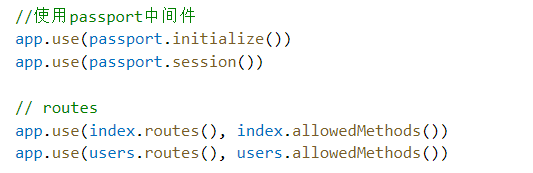 //使用passport中间件
app.use(passport.initialize())
app.use(passport.session())
// routes
app.use(index.routes(), index.allowedMethods())
app.use(users.routes(), users.allowedMethods())